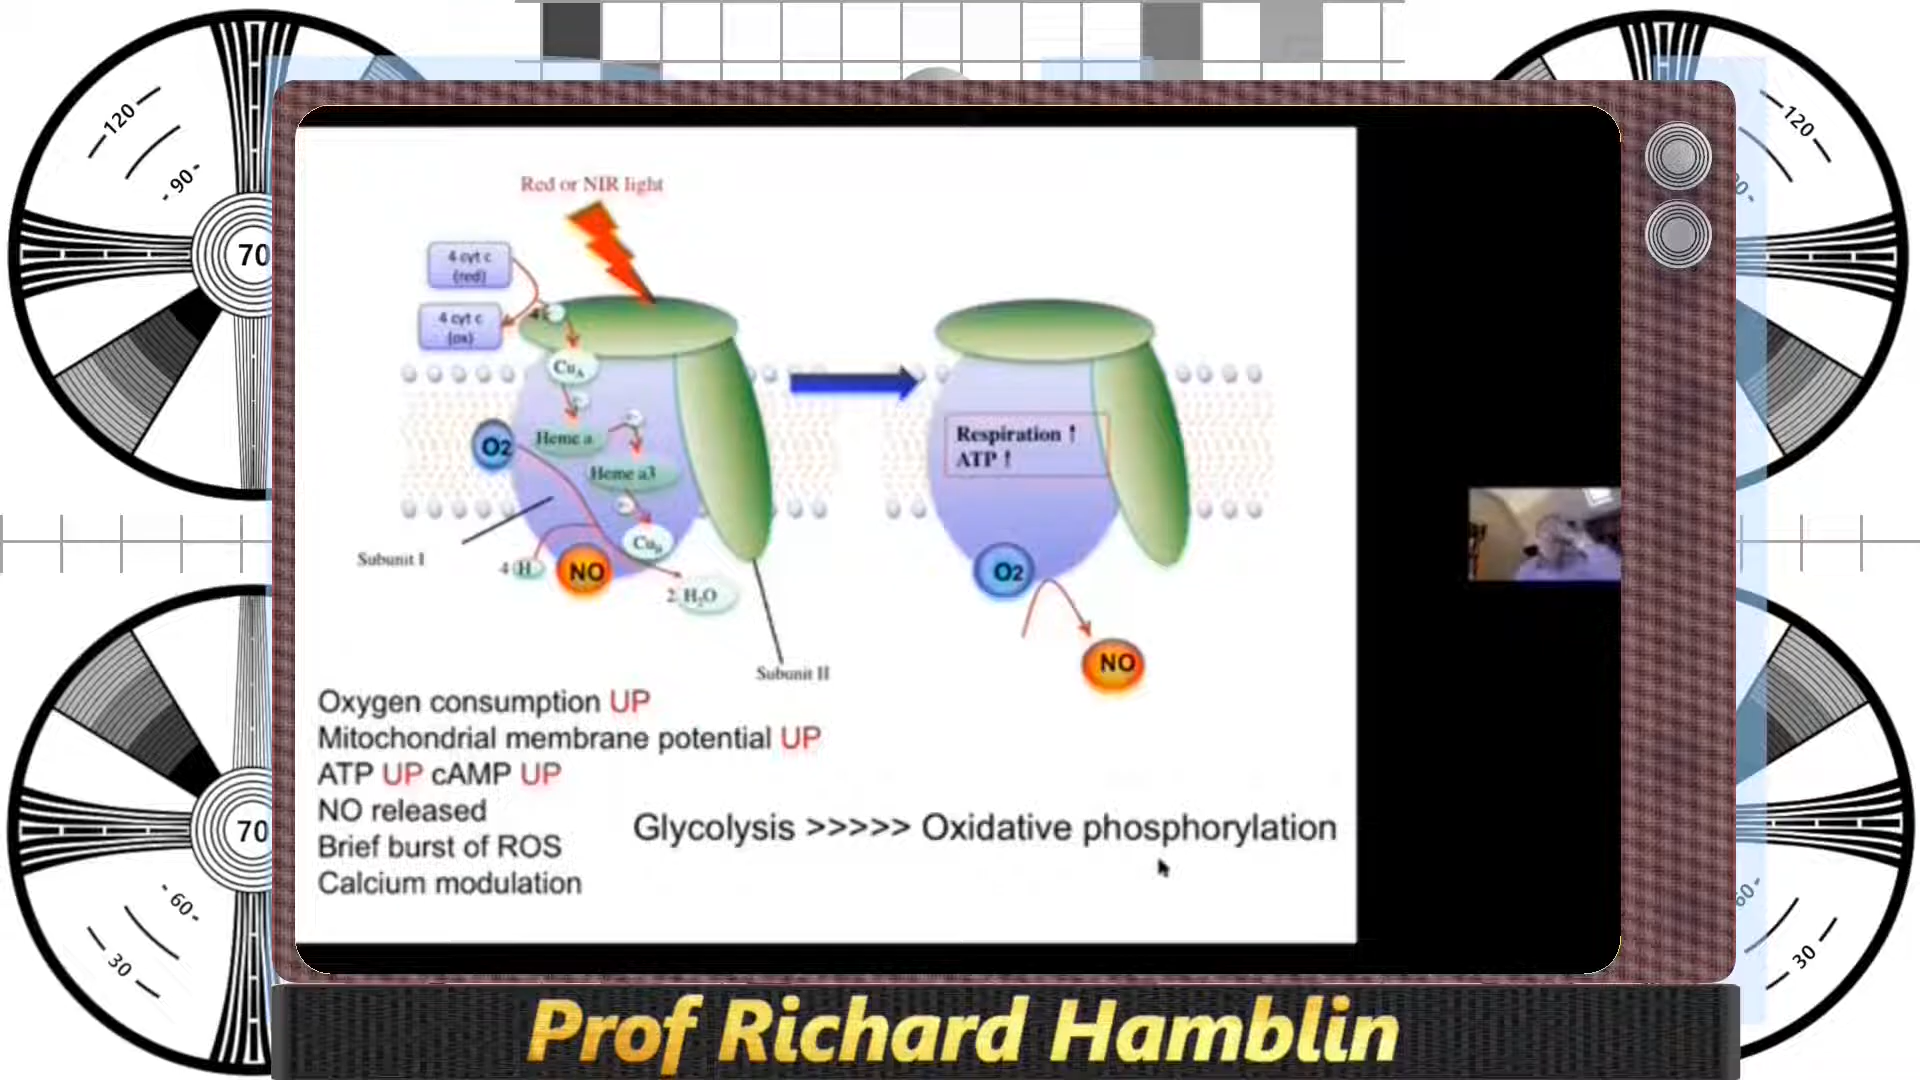 120
- 90 -
70
Red or NIR light
4 cyt c
(red)
4 cyt c
(ox)
CuA
Heme a
Heme a3
O2
Subunit I
4 H
NO
CuB
2 H2O
Subunit II
Respiration ↑
ATP ↑
O2
NO
Oxygen consumption UP
Mitochondrial membrane potential UP
ATP UP cAMP UP
NO released
Brief burst of ROS
Calcium modulation
Glycolysis >>>>> Oxidative phosphorylation
120
70
- 60 -
30
60 -
30
Prof Richard Hamblin